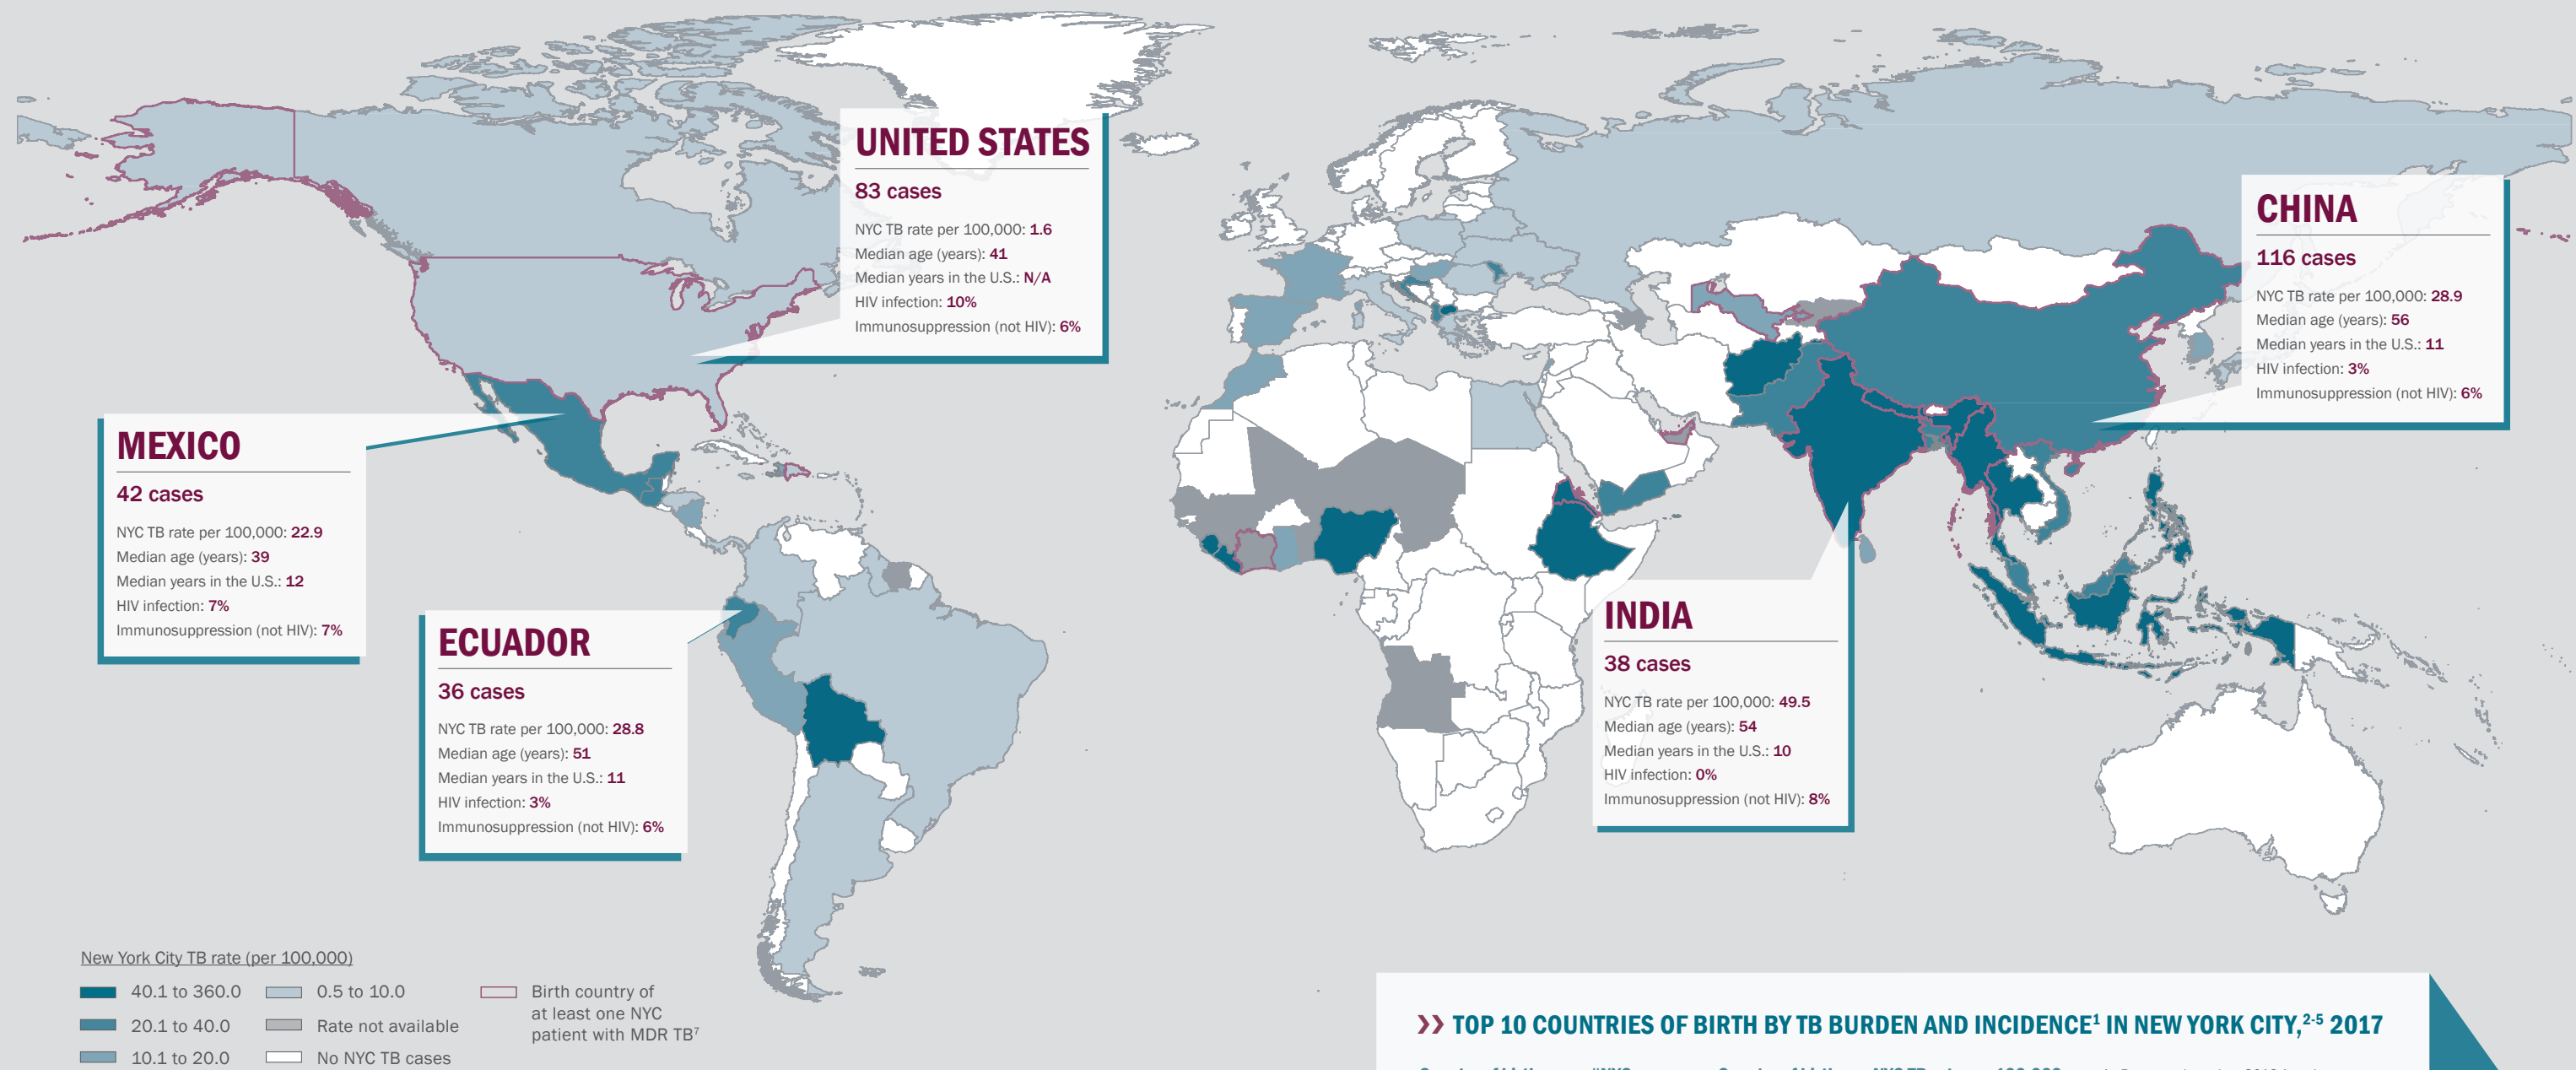 UNITED STATES
83 cases
NYC TB rate per 100,000: 1.6
Median age (years): 41
Median years in the U.S.: N/A
HIV infection: 10%
Immunosuppression (not HIV): 6%
CHINA
116 cases
NYC TB rate per 100,000: 28.9
Median age (years): 56
Median years in the U.S.: 11
HIV infection: 3%
Immunosuppression (not HIV): 6%
MEXICO
42 cases
NYC TB rate per 100,000: 22.9
Median age (years): 39
Median years in the U.S.: 12
HIV infection: 7%
Immunosuppression (not HIV): 7%
ECUADOR
36 cases
NYC TB rate per 100,000: 28.8
Median age (years): 51
Median years in the U.S.: 11
HIV infection: 3%
Immunosuppression (not HIV): 6%
INDIA
38 cases
NYC TB rate per 100,000: 49.5
Median age (years): 54
Median years in the U.S.: 10
HIV infection: 0%
Immunosuppression (not HIV): 8%
New York City TB rate (per 100,000)
40.1 to 360.0
20.1 to 40.0
10.1 to 20.0
0.5 to 10.0
Rate not available
No NYC TB cases
Birth country of
at least one NYC
patient with MDR TB⁷
»» TOP 10 COUNTRIES OF BIRTH BY TB BURDEN AND INCIDENCE¹ IN NEW YORK CITY,²⁻⁵ 2017